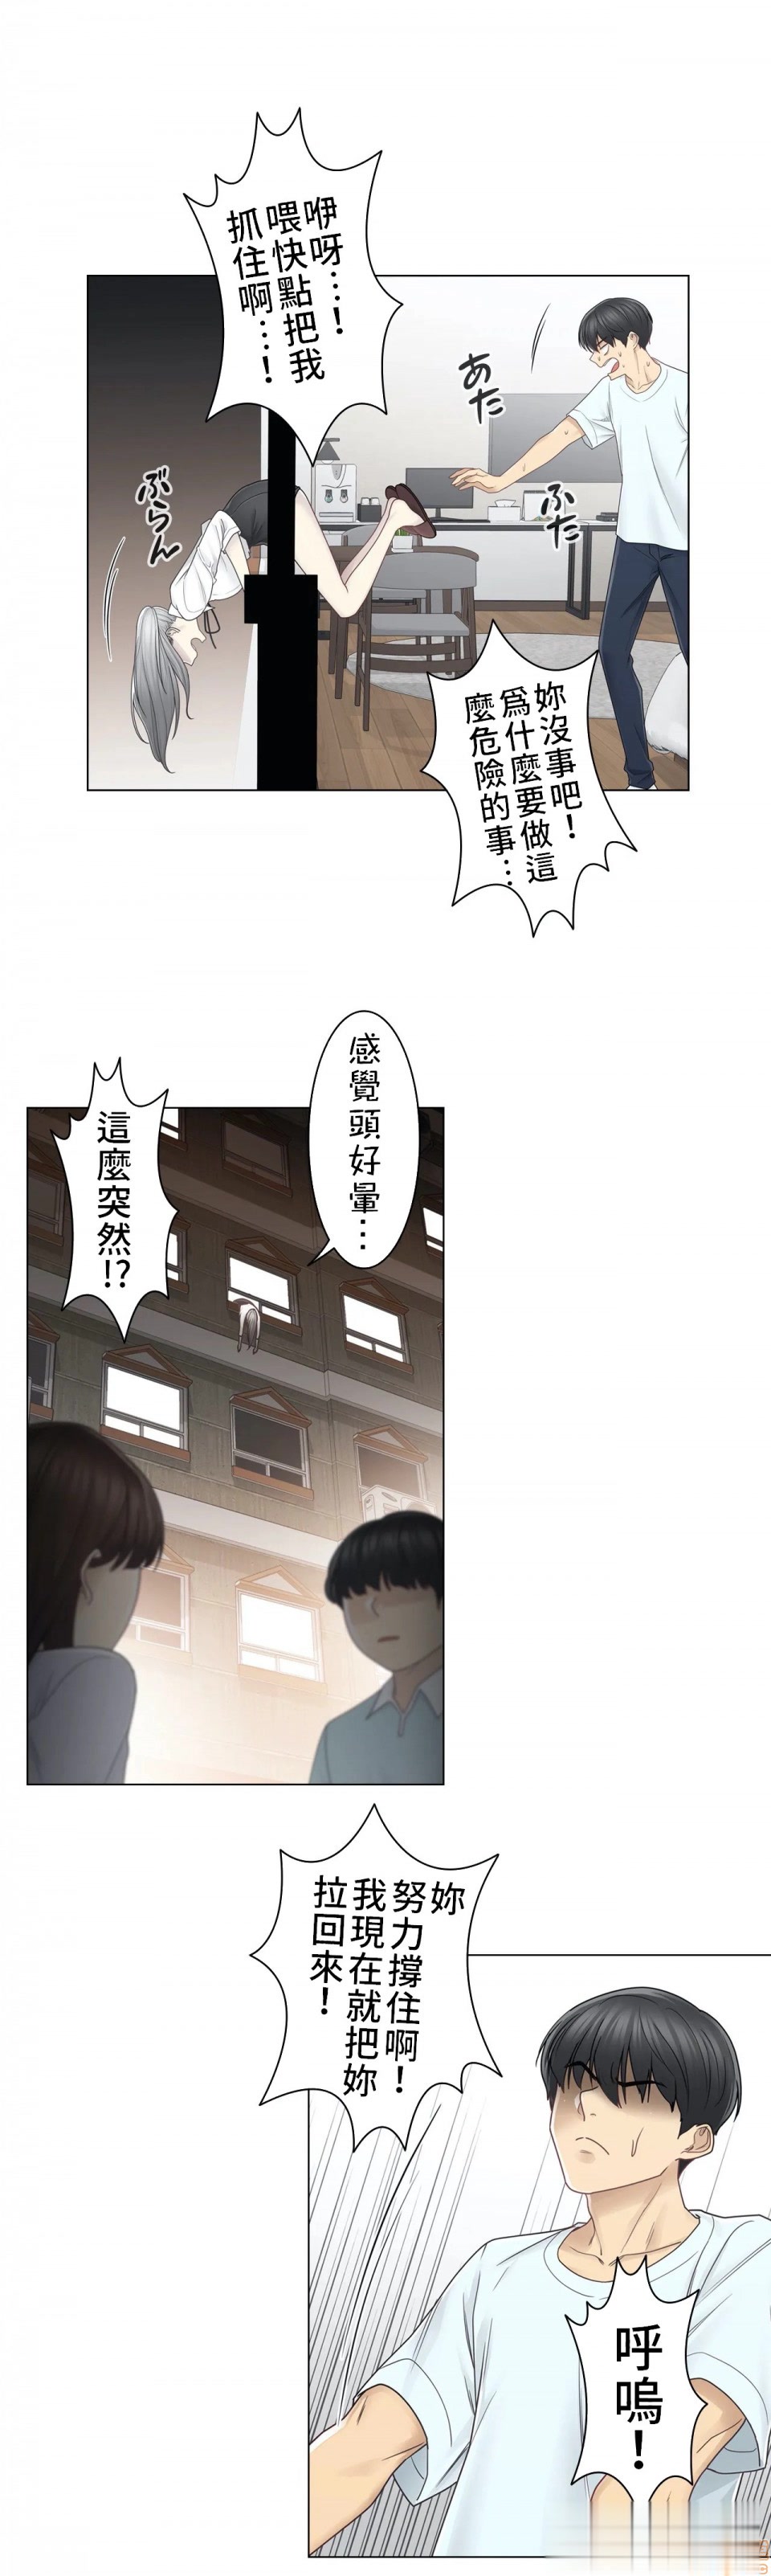 咿呀…！
喂快點把我
抓住啊…！
あた
ふた
ぶらん
妳沒事吧！
爲什麼要做這
麼危險的事…
感覺頭好暈…
這麼突然!?
妳
努力撐住啊！
我現在就把妳
拉回來！
呼嗚！